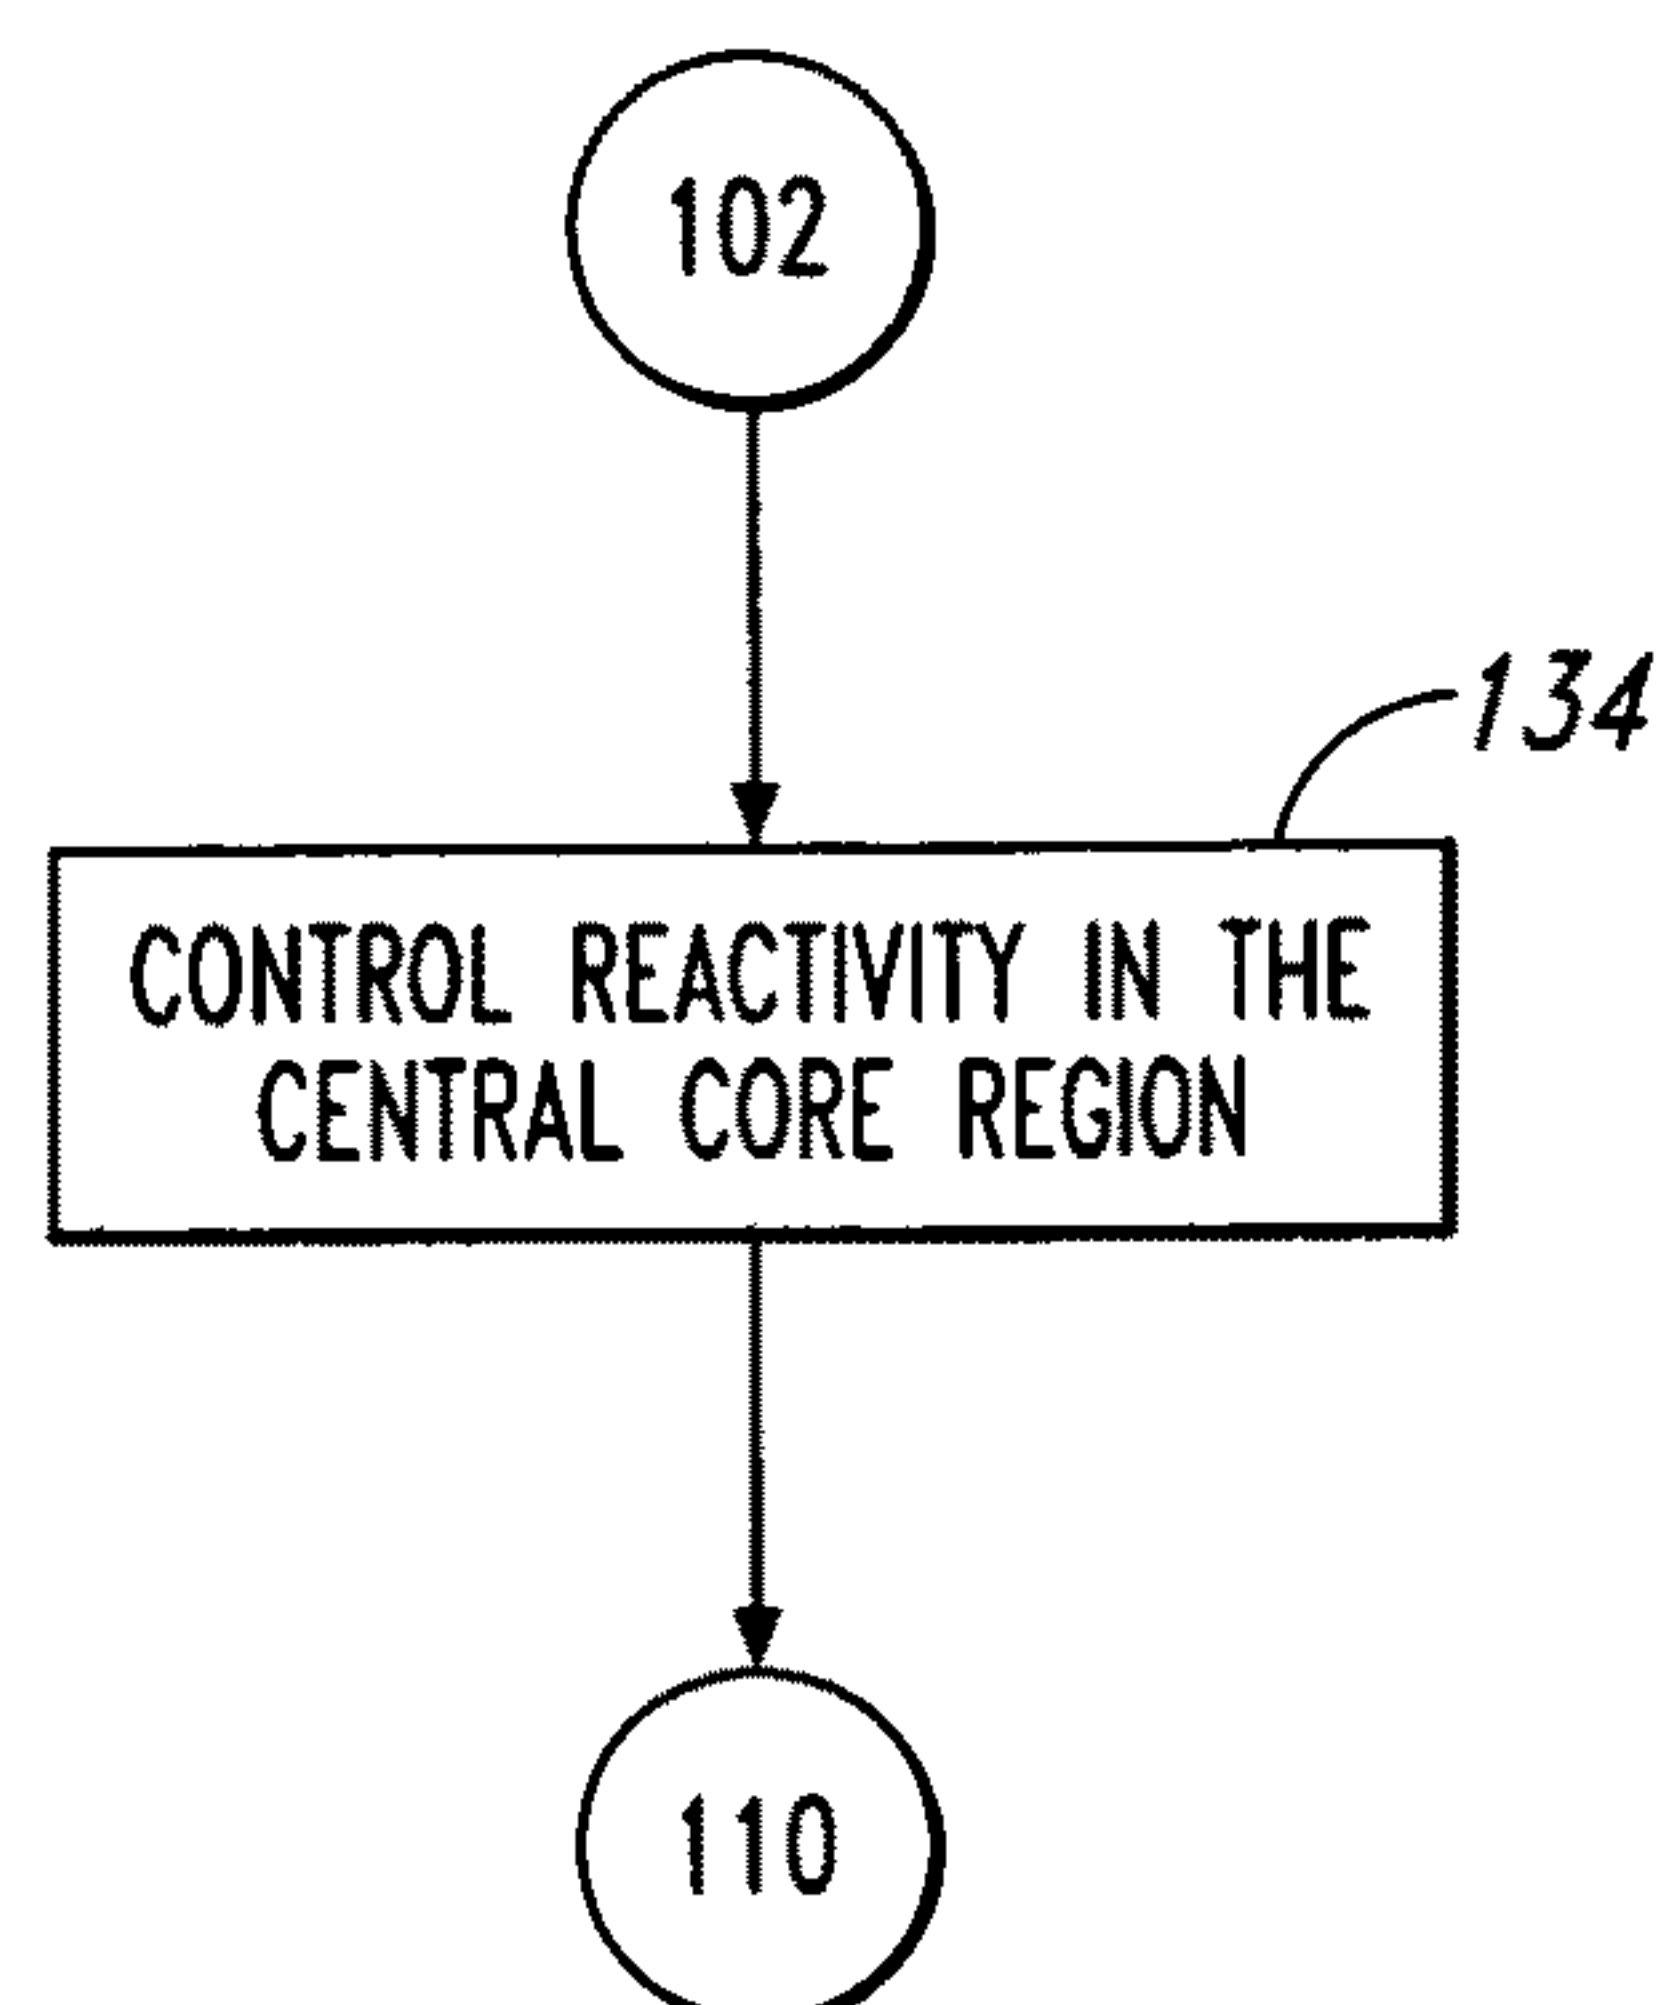 102
134
CONTROL REACTIVITY IN THE
CENTRAL CORE REGION
110